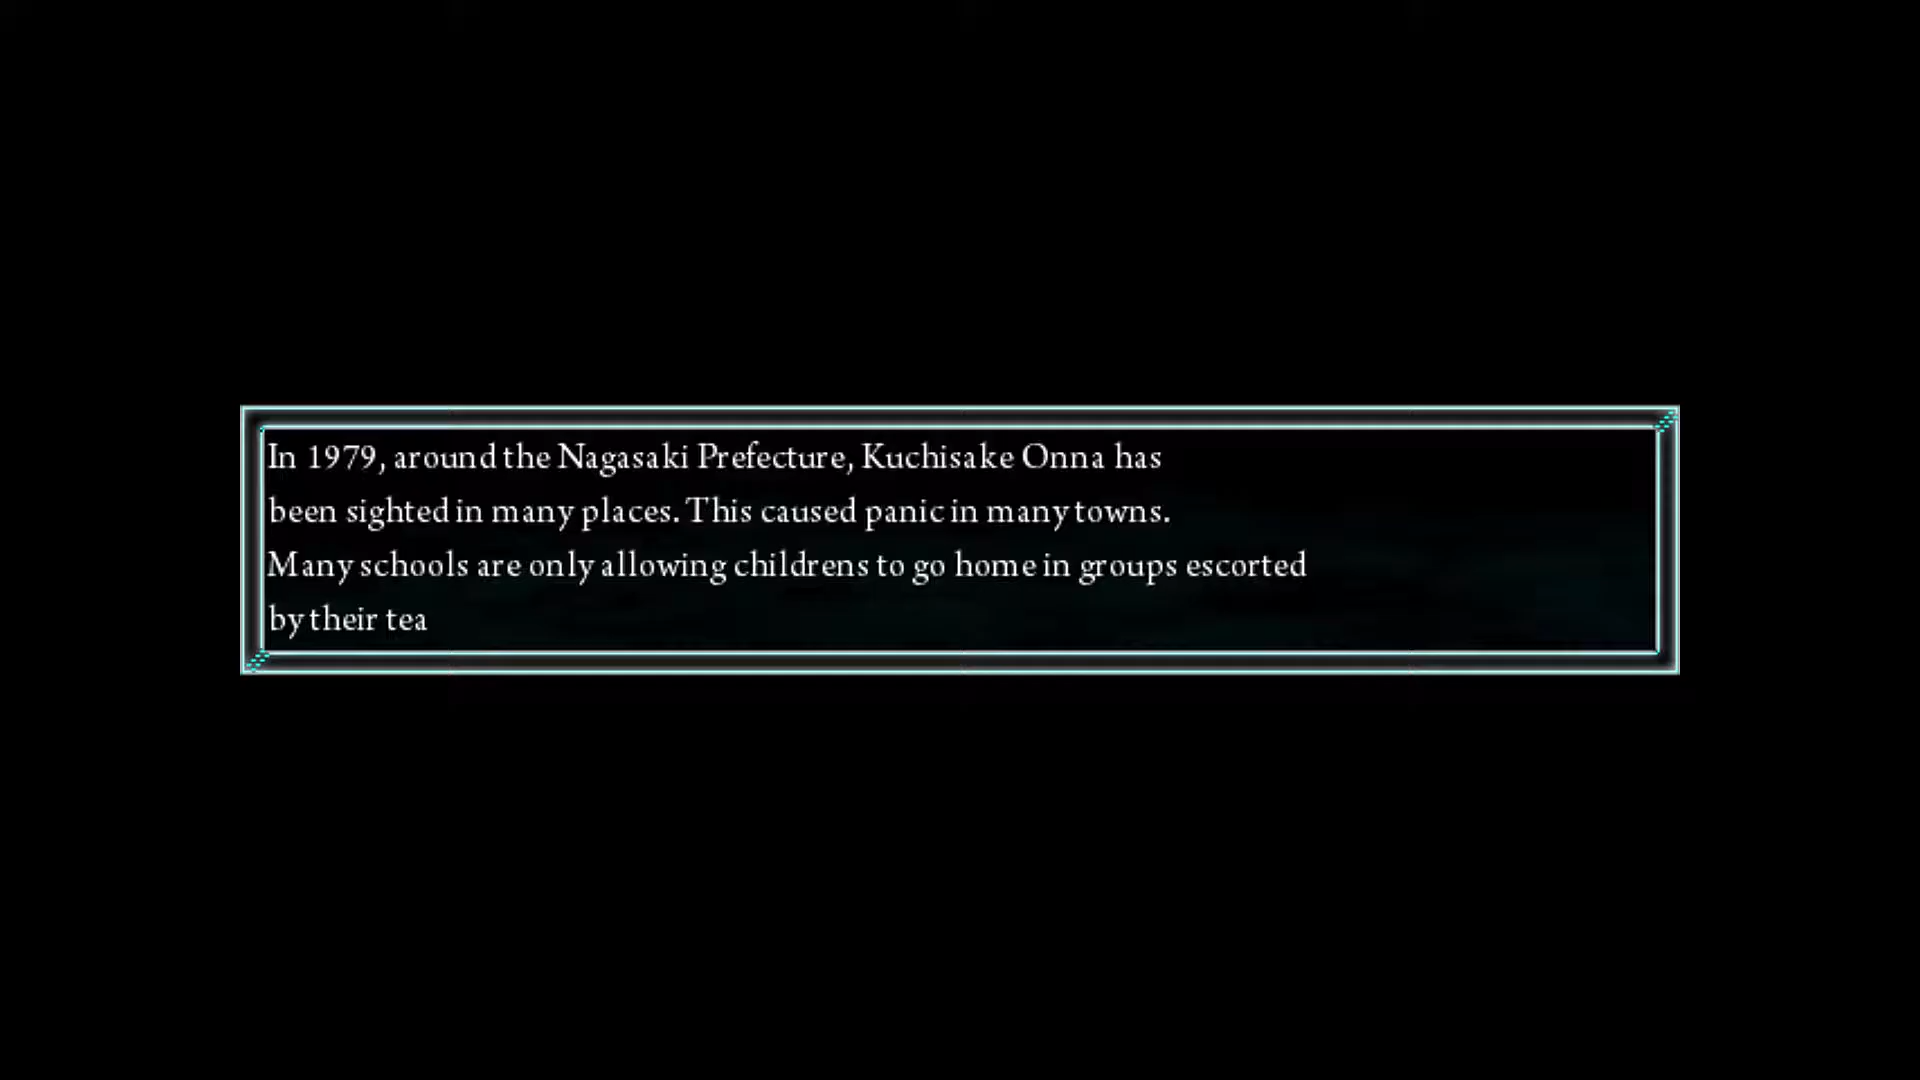 In 1979, around the Nagasaki Prefecture, Kuchisake Onna has
been sighted in many places. This caused panic in many towns.
Many schools are only allowing childrens to go home in groups escorted
by their tea